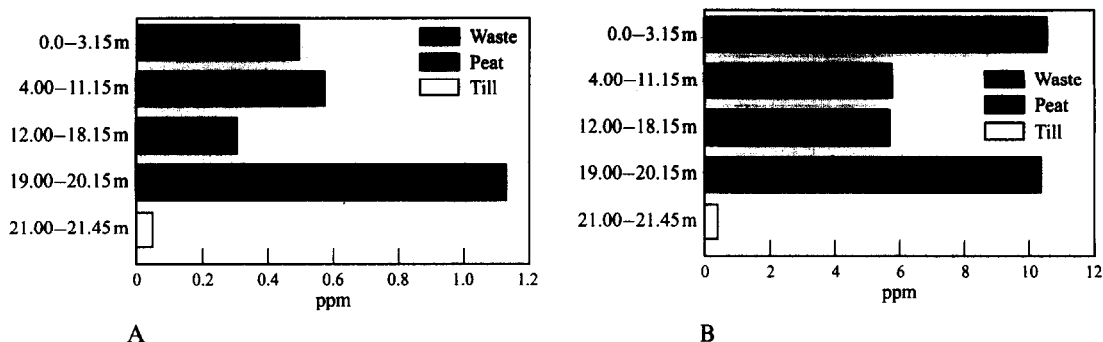 0.0–3.15 m
4.00–11.15 m
12.00–18.15 m
19.00–20.15 m
21.00–21.45 m
Waste
Peat
Till
0 0.2 0.4 0.6 0.8 1.0 1.2
ppm
A
0.0–3.15 m
4.00–11.15 m
12.00–18.15 m
19.00–20.15 m
21.00–21.45 m
Waste
Peat
Till
0 2 4 6 8 10 12
ppm
B